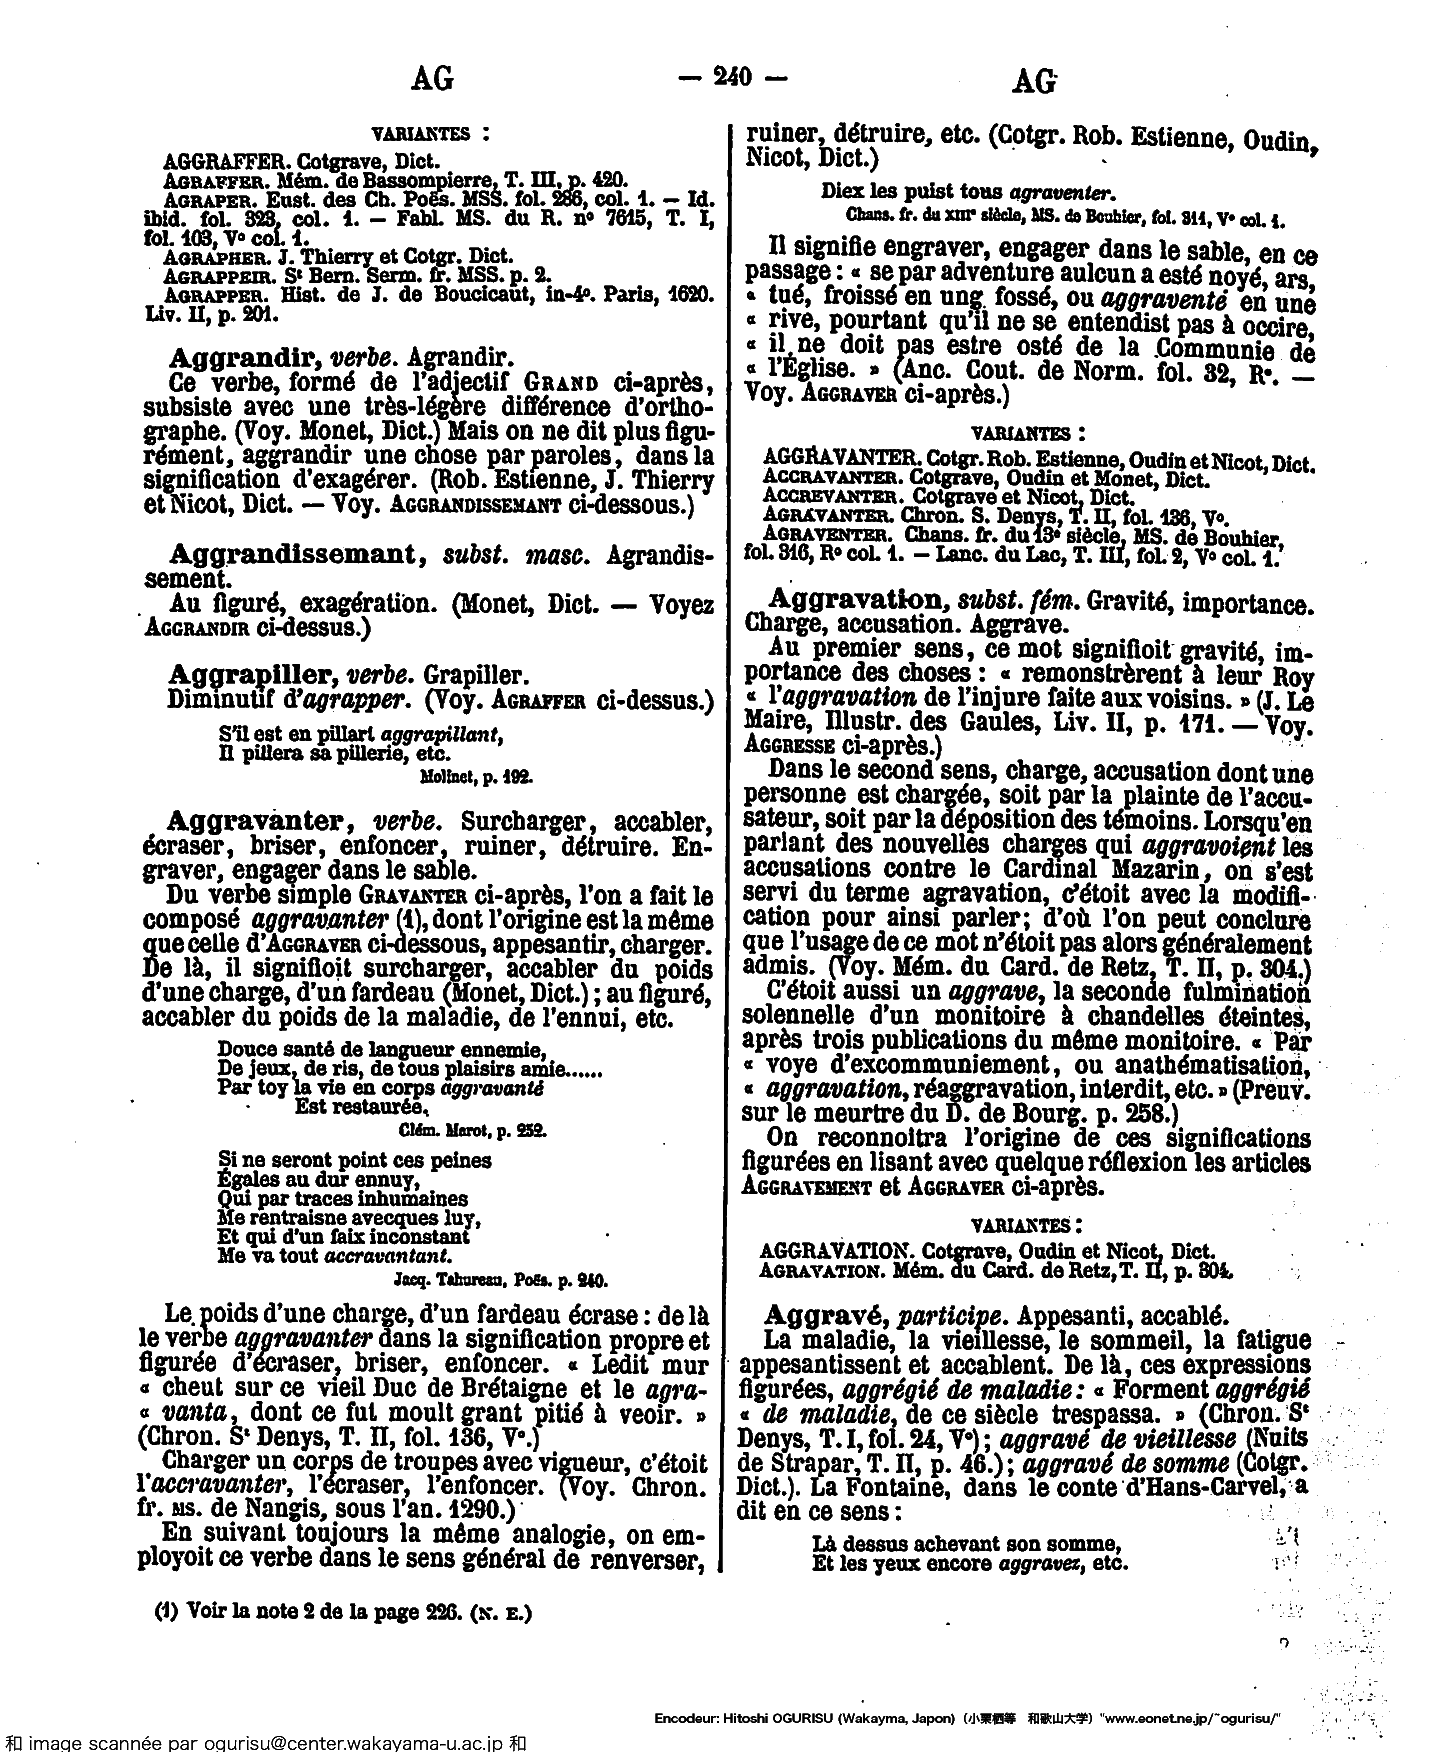 AG
— 240 —
AG
VARIANTES :
AGGRAFFER. Cotgrave, Dict.
AGRAFFER. Mém. de Bassompierre, T. III, p. 420.
AGRAPER. Eust. des Ch. Poës. MSS. fol. 286, col. 1. — Id.
ibid. fol. 323, col. 1. — Fabl. MS. du R. nº 7615, T. I,
fol. 103, Vº col. 1.
AGRAPHER. J. Thierry et Cotgr. Dict.
AGRAPPEIR. Sᵗ Bern. Serm. fr. MSS. p. 2.
AGRAPPER. Hist. de J. de Boucicaut, in-4º. Paris, 1620.
Liv. II, p. 201.
Aggrandir, verbe. Agrandir.
Ce verbe, formé de l'adjectif GRAND ci-après,
subsiste avec une très-légère différence d'ortho-
graphe. (Voy. Monet, Dict.) Mais on ne dit plus figu-
rément, aggrandir une chose par paroles, dans la
signification d'exagérer. (Rob. Estienne, J. Thierry
et Nicot, Dict. — Voy. AGGRANDISSEMANT ci-dessous.)
Aggrandissemant, subst. masc. Agrandis-
sement.
Au figuré, exagération. (Monet, Dict. — Voyez
AGGRANDIR ci-dessus.)
Aggrapiller, verbe. Grapiller.
Diminutif d'agrapper. (Voy. AGRAFFER ci-dessus.)
S'il est en pillart aggrapillant,
Il pillera sa pillerie, etc.
Molinet, p. 192.
Aggravanter, verbe. Surcharger, accabler,
écraser, briser, enfoncer, ruiner, détruire. En-
graver, engager dans le sable.
Du verbe simple GRAVANTER ci-après, l'on a fait le
composé aggravanter (1), dont l'origine est la même
que celle d'AGGRAVER ci-dessous, appesantir, charger.
De là, il signifioit surcharger, accabler du poids
d'une charge, d'un fardeau (Monet, Dict.) ; au figuré,
accabler du poids de la maladie, de l'ennui, etc.
Douce santé de langueur ennemie,
De jeux, de ris, de tous plaisirs amie......
Par toy la vie en corps aggravanté
Est restaurée,
Clém. Marot, p. 252.
Si ne seront point ces peines
Égales au dur ennuy,
Qui par traces inhumaines
Me rentraisne avecques luy,
Et qui d'un faix inconstant
Me va tout accravantant.
Jacq. Tahureau, Poës. p. 240.
Le poids d'une charge, d'un fardeau écrase : de là
le verbe aggravanter dans la signification propre et
figurée d'écraser, briser, enfoncer. « Ledit mur
« cheut sur ce vieil Duc de Brétaigne et le agra-
« vanta, dont ce fut moult grant pitié à veoir. »
(Chron. Sᵗ Denys, T. II, fol. 136, Vº.)
Charger un corps de troupes avec vigueur, c'étoit
l'accravanter, l'écraser, l'enfoncer. (Voy. Chron.
fr. MS. de Nangis, sous l'an. 1290.)
En suivant toujours la même analogie, on em-
ployoit ce verbe dans le sens général de renverser,
(1) Voir la note 2 de la page 226. (N. E.)
ruiner, détruire, etc. (Cotgr. Rob. Estienne, Oudin,
Nicot, Dict.)
Diex les puist tous agraventer.
Chans. fr. du XIIIᵉ siècle, MS. de Bouhier, fol. 311, Vº col. 1.
Il signifie engraver, engager dans le sable, en ce
passage : « se par adventure aulcun a esté noyé, ars,
« tué, froissé en ung fossé, ou aggraventé en une
« rive, pourtant qu'il ne se entendist pas à occire,
« il ne doit pas estre osté de la Communie de
« l'Église. » (Anc. Cout. de Norm. fol. 32, Rº. —
Voy. AGGRAVER ci-après.)
VARIANTES :
AGGRAVANTER. Cotgr. Rob. Estienne, Oudin et Nicot, Dict.
ACCRAVANTER. Cotgrave, Oudin et Monet, Dict.
ACCREVANTER. Cotgrave et Nicot, Dict.
AGRAVANTER. Chron. S. Denys, T. II, fol. 136, Vº.
AGRAVENTER. Chans. fr. du 13ᵉ siècle, MS. de Bouhier,
fol. 316, Rº col. 1. — Lanc. du Lac, T. III, fol. 2, Vº col. 1.
Aggravation, subst. fém. Gravité, importance.
Charge, accusation. Aggrave.
Au premier sens, ce mot signifioit gravité, im-
portance des choses : « remonstrèrent à leur Roy
« l'aggravation de l'injure faite aux voisins. » (J. Le
Maire, Illustr. des Gaules, Liv. II, p. 171. — Voy.
AGGRESSE ci-après.)
Dans le second sens, charge, accusation dont une
personne est chargée, soit par la plainte de l'accu-
sateur, soit par la déposition des témoins. Lorsqu'en
parlant des nouvelles charges qui aggravoient les
accusations contre le Cardinal Mazarin, on s'est
servi du terme agravation, c'étoit avec la modifi-
cation pour ainsi parler ; d'où l'on peut conclure
que l'usage de ce mot n'étoit pas alors généralement
admis. (Voy. Mém. du Card. de Retz, T. II, p. 304.)
C'étoit aussi un aggrave, la seconde fulmination
solennelle d'un monitoire à chandelles éteintes,
après trois publications du même monitoire. « Par
« voye d'excommuniement, ou anathématisation,
« aggravation, réaggravation, interdit, etc. » (Preuv.
sur le meurtre du D. de Bourg. p. 258.)
On reconnoîtra l'origine de ces significations
figurées en lisant avec quelque réflexion les articles
AGGRAVEMENT et AGGRAVER ci-après.
VARIANTES :
AGGRAVATION. Cotgrave, Oudin et Nicot, Dict.
AGRAVATION. Mém. du Card. de Retz, T. II, p. 304.
Aggravé, participe. Appesanti, accablé.
La maladie, la vieillesse, le sommeil, la fatigue
appesantissent et accablent. De là, ces expressions
figurées, aggrégié de maladie : « Forment aggrégié
« de maladie, de ce siècle trespassa. » (Chron. Sᵗ
Denys, T. I, fol. 24, Vº) ; aggravé de vieillesse (Nuits
de Strapar, T. II, p. 46.) ; aggravé de somme (Cotgr.
Dict.). La Fontaine, dans le conte d'Hans-Carvel, a
dit en ce sens :
Là dessus achevant son somme,
Et les yeux encore aggravez, etc.
Encodeur: Hitoshi OGURISU (Wakayma, Japon)（小栗栖等　和歌山大学）"www.eonet.ne.jp/~ogurisu/"
和 image scannée par ogurisu@center.wakayama-u.ac.jp 和